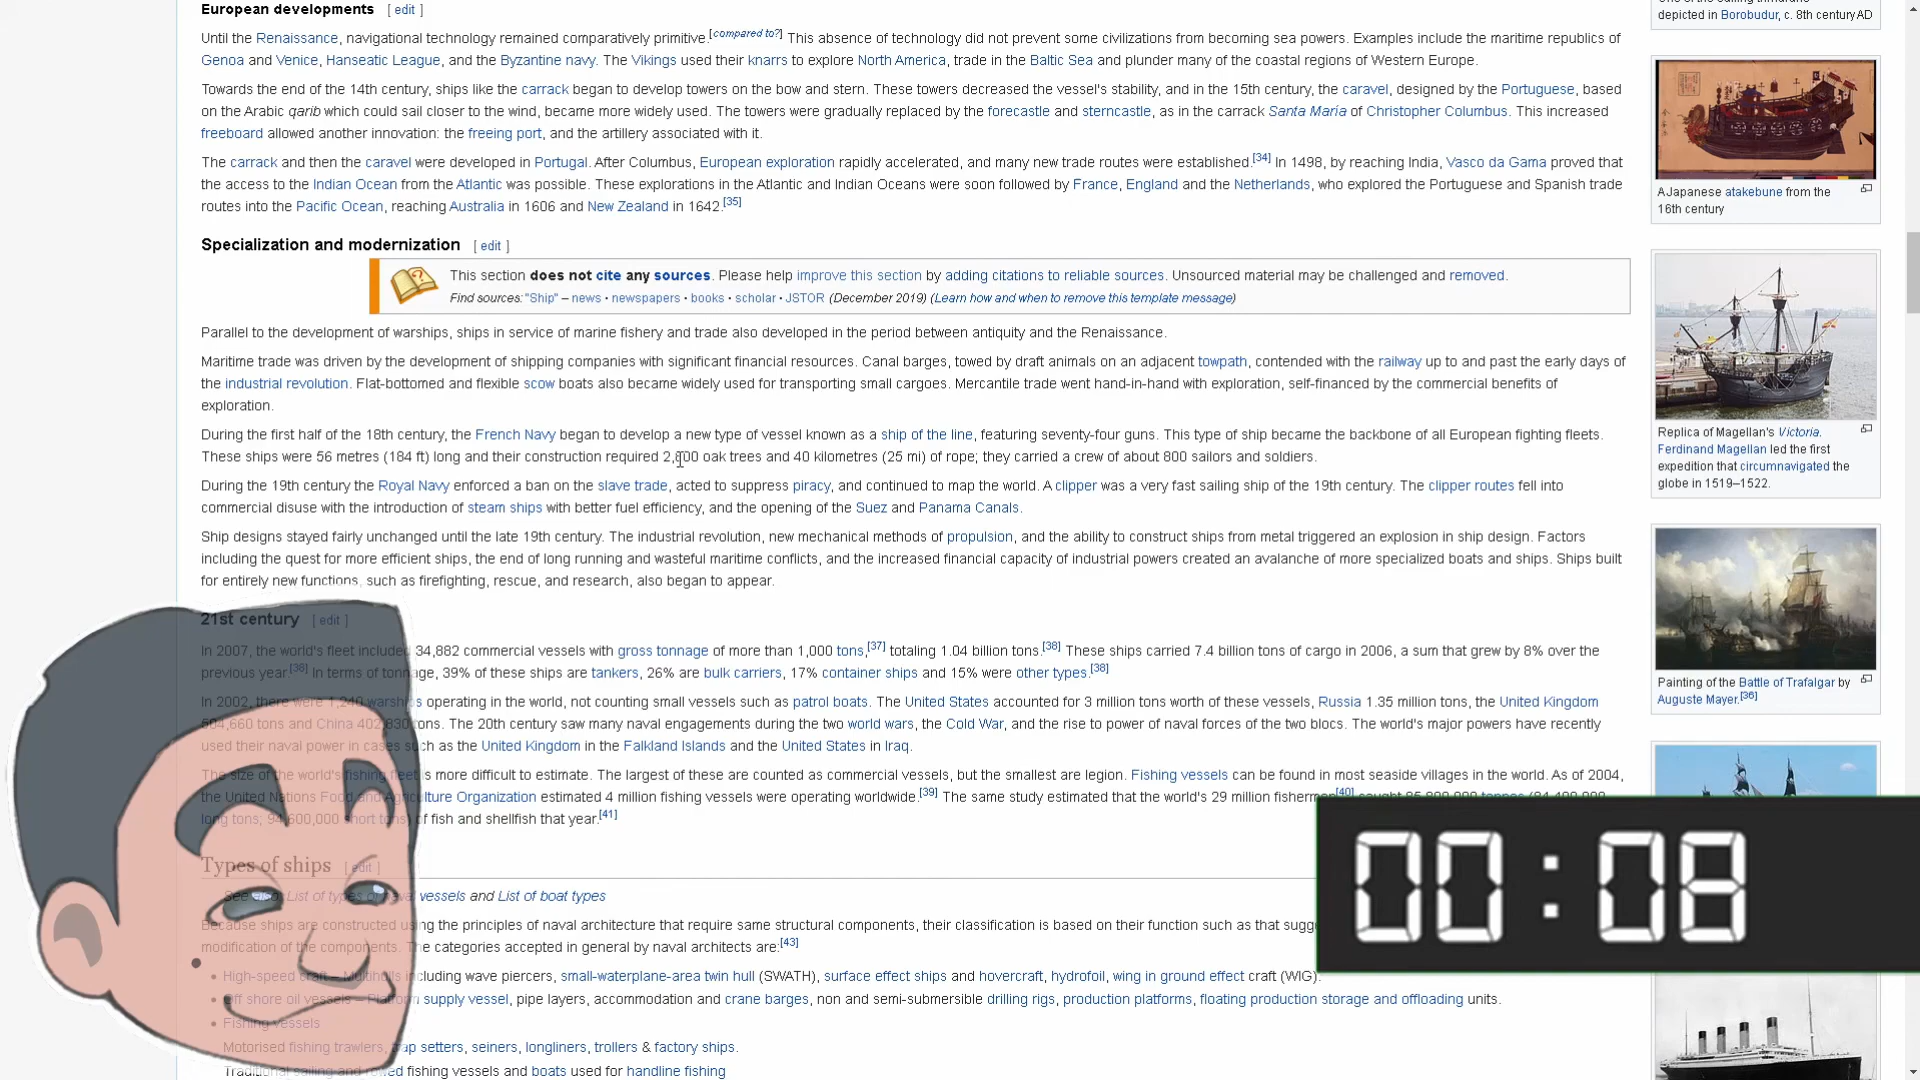 European developments [ edit ]
Until the Renaissance, navigational technology remained comparatively primitive.[compared to?] This absence of technology did not prevent some civilizations from becoming sea powers. Examples include the maritime republics of
Genoa and Venice, Hanseatic League, and the Byzantine navy. The Vikings used their knarrs to explore North America, trade in the Baltic Sea and plunder many of the coastal regions of Western Europe.
Towards the end of the 14th century, ships like the carrack began to develop towers on the bow and stern. These towers decreased the vessel's stability, and in the 15th century, the caravel, designed by the Portuguese, based
on the Arabic qarib which could sail closer to the wind, became more widely used. The towers were gradually replaced by the forecastle and sterncastle, as in the carrack Santa María of Christopher Columbus. This increased
freeboard allowed another innovation: the freeing port, and the artillery associated with it.
The carrack and then the caravel were developed in Portugal. After Columbus, European exploration rapidly accelerated, and many new trade routes were established.[34] In 1498, by reaching India, Vasco da Gama proved that
the access to the Indian Ocean from the Atlantic was possible. These explorations in the Atlantic and Indian Oceans were soon followed by France, England and the Netherlands, who explored the Portuguese and Spanish trade
routes into the Pacific Ocean, reaching Australia in 1606 and New Zealand in 1642.[35]
Specialization and modernization [ edit ]
This section does not cite any sources. Please help improve this section by adding citations to reliable sources. Unsourced material may be challenged and removed.
Find sources: "Ship" – news · newspapers · books · scholar · JSTOR (December 2019) (Learn how and when to remove this template message)
Parallel to the development of warships, ships in service of marine fishery and trade also developed in the period between antiquity and the Renaissance.
Maritime trade was driven by the development of shipping companies with significant financial resources. Canal barges, towed by draft animals on an adjacent towpath, contended with the railway up to and past the early days of
the industrial revolution. Flat-bottomed and flexible scow boats also became widely used for transporting small cargoes. Mercantile trade went hand-in-hand with exploration, self-financed by the commercial benefits of
exploration.
During the first half of the 18th century, the French Navy began to develop a new type of vessel known as a ship of the line, featuring seventy-four guns. This type of ship became the backbone of all European fighting fleets.
These ships were 56 metres (184 ft) long and their construction required 2,800 oak trees and 40 kilometres (25 mi) of rope; they carried a crew of about 800 sailors and soldiers.
During the 19th century the Royal Navy enforced a ban on the slave trade, acted to suppress piracy, and continued to map the world. A clipper was a very fast sailing ship of the 19th century. The clipper routes fell into
commercial disuse with the introduction of steam ships with better fuel efficiency, and the opening of the Suez and Panama Canals.
Ship designs stayed fairly unchanged until the late 19th century. The industrial revolution, new mechanical methods of propulsion, and the ability to construct ships from metal triggered an explosion in ship design. Factors
including the quest for more efficient ships, the end of long running and wasteful maritime conflicts, and the increased financial capacity of industrial powers created an avalanche of more specialized boats and ships. Ships built
for entirely new functions, such as firefighting, rescue, and research, also began to appear.
21st century [ edit ]
In 2007, the world's fleet included 34,882 commercial vessels with gross tonnage of more than 1,000 tons,[37] totaling 1.04 billion tons.[38] These ships carried 7.4 billion tons of cargo in 2006, a sum that grew by 8% over the
previous year.[38] In terms of tonnage, 39% of these ships are tankers, 26% are bulk carriers, 17% container ships and 15% were other types.[38]
In 2002, there were 1,240 warships operating in the world, not counting small vessels such as patrol boats. The United States accounted for 3 million tons worth of these vessels, Russia 1.35 million tons, the United Kingdom
504,660 tons and China 402,830 tons. The 20th century saw many naval engagements during the two world wars, the Cold War, and the rise to power of naval forces of the two blocs. The world's major powers have recently
used their naval power in cases such as the United Kingdom in the Falkland Islands and the United States in Iraq.
The size of the world's fishing fleet is more difficult to estimate. The largest of these are counted as commercial vessels, but the smallest are legion. Fishing vessels can be found in most seaside villages in the world. As of 2004,
the United Nations Food and Agriculture Organization estimated 4 million fishing vessels were operating worldwide.[39] The same study estimated that the world's 29 million fishermen[40]
long tons; 94,600,000 short tons) of fish and shellfish that year.[41]
Types of ships [ edit ]
See also: List of types of naval vessels and List of boat types
Because ships are constructed using the principles of naval architecture that require same structural components, their classification is based on their function such as that
modification of the components. The categories accepted in general by naval architects are:[43]
• High-speed craft – Multihulls including wave piercers, small-waterplane-area twin hull (SWATH), surface effect ships and hovercraft, hydrofoil, wing in ground effect craft (WIG).
• Off shore oil vessels – Platform supply vessel, pipe layers, accommodation and crane barges, non and semi-submersible drilling rigs, production platforms, floating production storage and offloading units.
• Fishing vessels
Motorised fishing trawlers, trap setters, seiners, longliners, trollers & factory ships.
Traditional sailing and rowed fishing vessels and boats used for handline fishing
depicted in Borobudur, c. 8th century AD
A Japanese atakebune from the
16th century
Replica of Magellan's Victoria.
Ferdinand Magellan led the first
expedition that circumnavigated the
globe in 1519–1522.
Painting of the Battle of Trafalgar by
Auguste Mayer.[36]
00:08